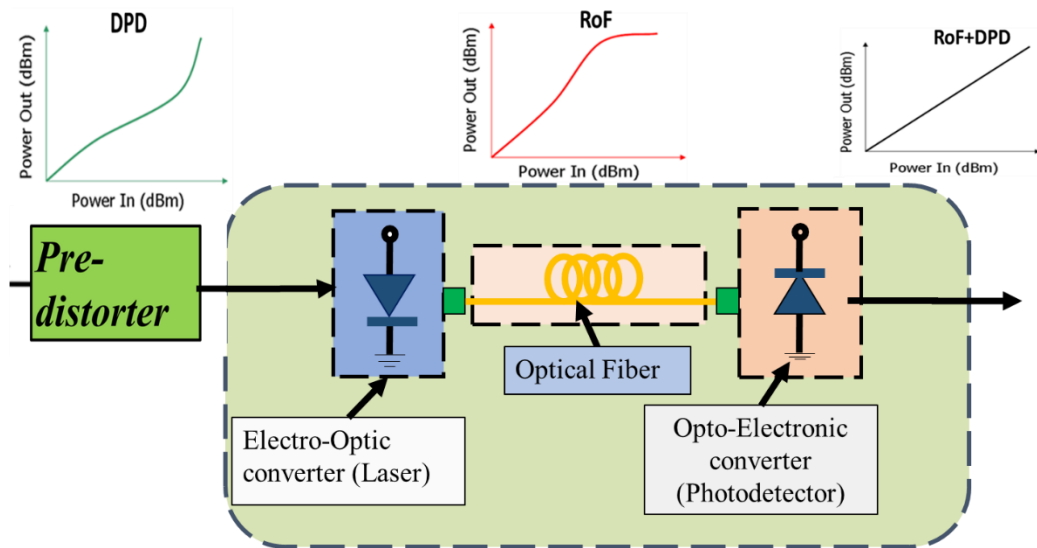 DPD
Power Out (dBm)
Power In (dBm)
RoF
Power Out (dBm)
Power In (dBm)
RoF+DPD
Power Out (dBm)
Power In (dBm)
Pre-
distorter
Optical Fiber
Electro-Optic
converter (Laser)
Opto-Electronic
converter
(Photodetector)